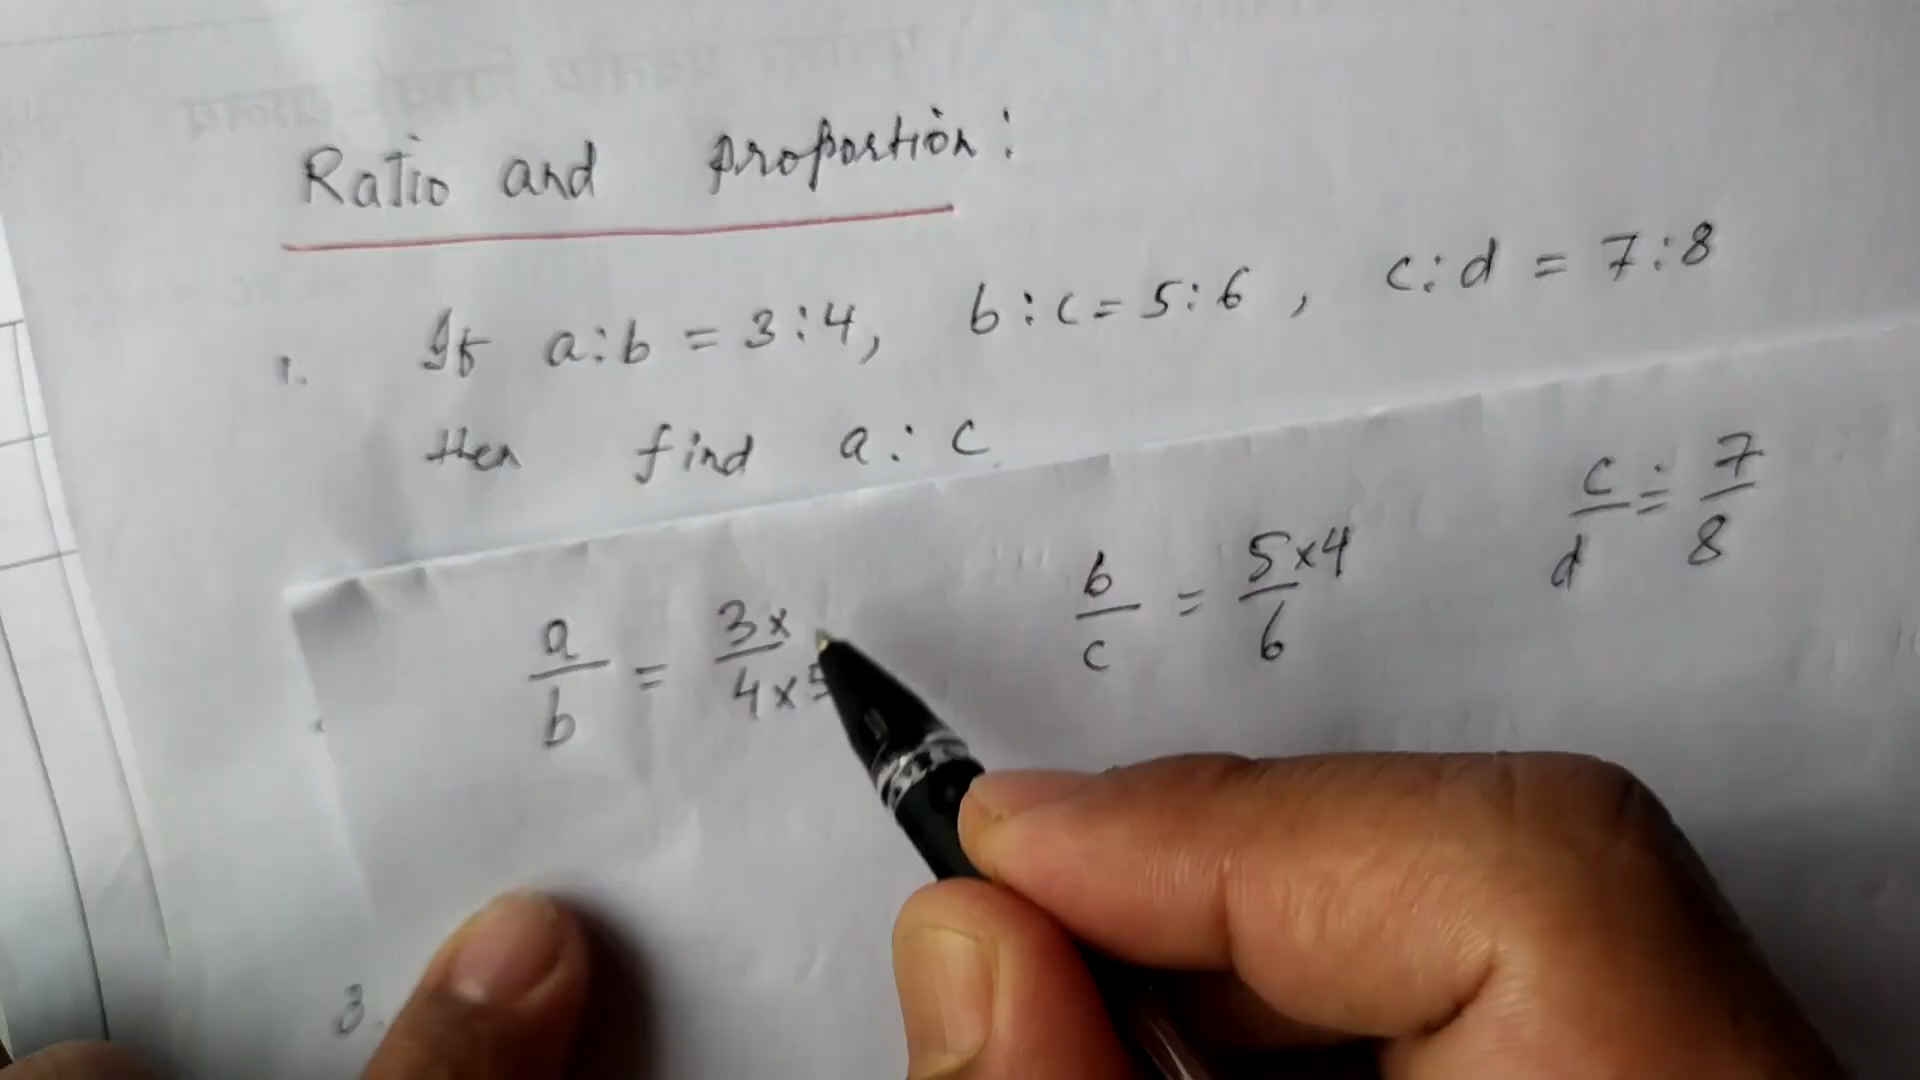 Ratio and proportion:
1. If a:b = 3:4, b:c = 5:6, c:d = 7:8
then find a:c
a/b = 3×/4×5 b/c = 5×4/6 c/d = 7/8
3.